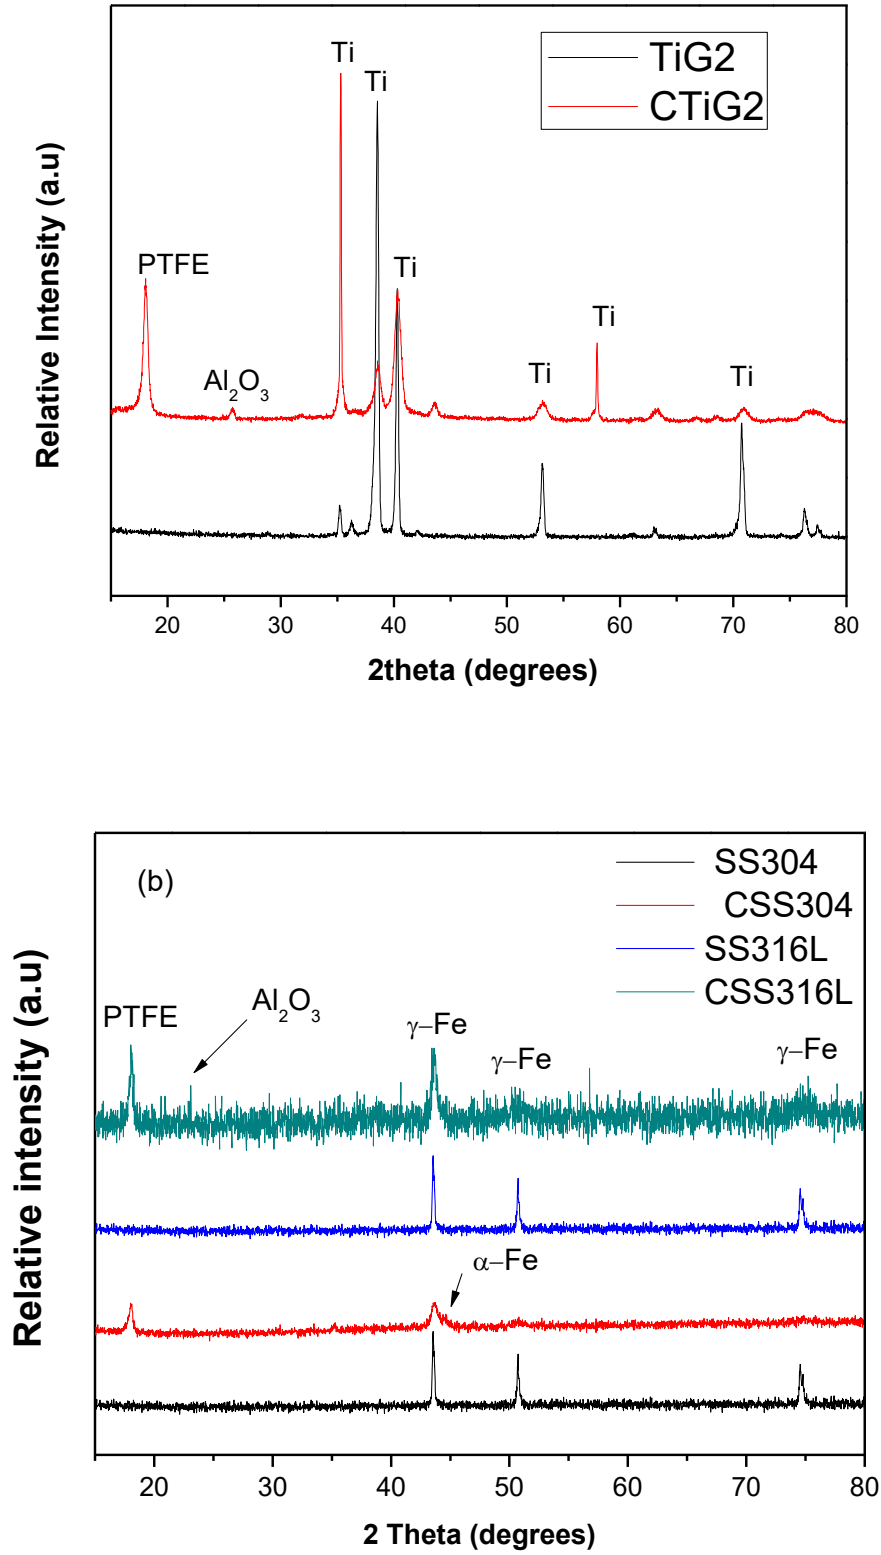 Ti
Ti
TiG2
CTiG2
PTFE
Ti
Al₂O₃
Ti
Ti
Ti
Relative Intensity (a.u)
20 30 40 50 60 70 80
2theta (degrees)
(b)
SS304
CSS304
SS316L
CSS316L
PTFE
Al₂O₃
γ–Fe
γ–Fe
γ–Fe
α–Fe
Relative intensity (a.u)
20 30 40 50 60 70 80
2 Theta (degrees)